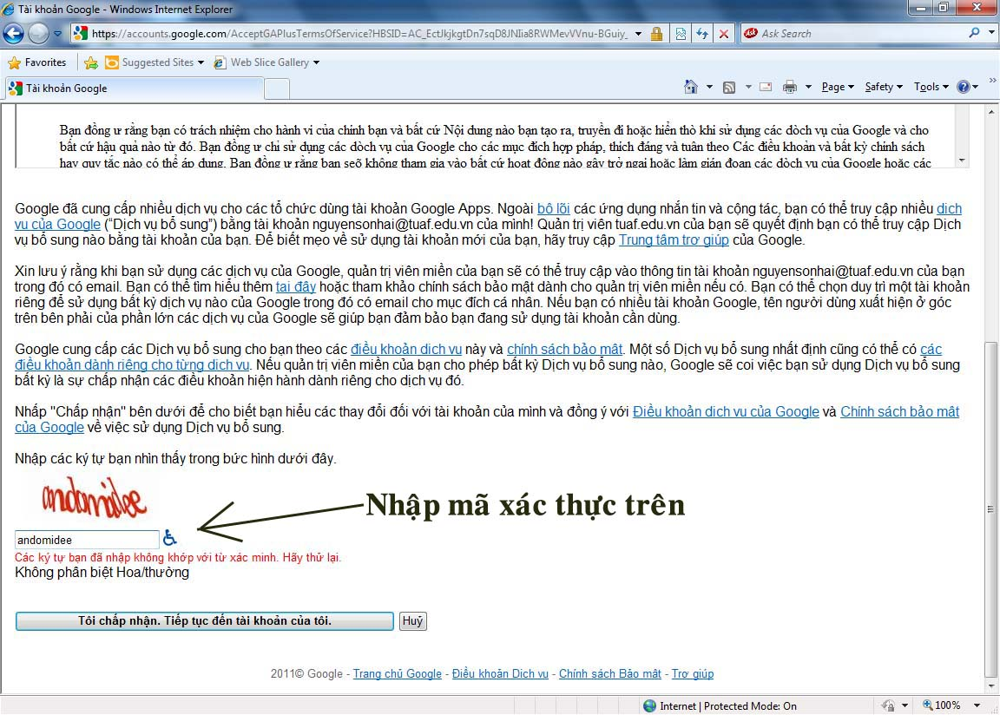 Tài khoản Google - Windows Internet Explorer
https://accounts.google.com/AcceptGAPlusTermsOfService?HBSID=AC_EctJkjkgtDn7sqD8JNIia8RWMevVVnu-BGuiy_
Ask Search
Favorites
Suggested Sites
Web Slice Gallery
Tài khoản Google
Page Safety Tools
Bạn đồng ư rằng bạn có trách nhiệm cho hành vi của chính bạn và bất cứ Nội dung nào bạn tạo ra, truyền đi hoặc hiển thò khi sử dụng các dòch vụ của Google và cho
bất cứ hậu quả nào từ đó. Bạn đồng ư chỉ sử dụng các dòch vụ của Google cho các mục đích hợp pháp, thích đáng và tuân theo Các điều khoản và bất kỳ chính sách
hay quy tắc nào có thể áp dụng. Bạn đồng ư rằng bạn seõ không tham gia vào bất cứ hoạt động nào gây trở ngại hoặc làm gián đoạn các dòch vụ của Google hoặc các
Google đã cung cấp nhiều dịch vụ cho các tổ chức dùng tài khoản Google Apps. Ngoài bộ lõi các ứng dụng nhắn tin và cộng tác, bạn có thể truy cập nhiều dịch
vụ của Google (“Dịch vụ bổ sung”) bằng tài khoản nguyensonhai@tuaf.edu.vn của mình! Quản trị viên tuaf.edu.vn của bạn sẽ quyết định bạn có thể truy cập Dịch
vụ bổ sung nào bằng tài khoản của bạn. Để biết mẹo về sử dụng tài khoản mới của bạn, hãy truy cập Trung tâm trợ giúp của Google.
Xin lưu ý rằng khi bạn sử dụng các dịch vụ của Google, quản trị viên miền của bạn sẽ có thể truy cập vào thông tin tài khoản nguyensonhai@tuaf.edu.vn của bạn
trong đó có email. Bạn có thể tìm hiểu thêm tại đây hoặc tham khảo chính sách bảo mật dành cho quản trị viên miền nếu có. Bạn có thể chọn duy trì một tài khoản
riêng để sử dụng bất kỳ dịch vụ nào của Google trong đó có email cho mục đích cá nhân. Nếu bạn có nhiều tài khoản Google, tên người dùng xuất hiện ở góc
trên bên phải của phần lớn các dịch vụ của Google sẽ giúp bạn đảm bảo bạn đang sử dụng tài khoản cần dùng.
Google cung cấp các Dịch vụ bổ sung cho bạn theo các điều khoản dịch vụ này và chính sách bảo mật. Một số Dịch vụ bổ sung nhất định cũng có thể có các
điều khoản dành riêng cho từng dịch vụ. Nếu quản trị viên miền của bạn cho phép bất kỳ Dịch vụ bổ sung nào, Google sẽ coi việc bạn sử dụng Dịch vụ bổ sung
bất kỳ là sự chấp nhận các điều khoản hiện hành dành riêng cho dịch vụ đó.
Nhấp "Chấp nhận" bên dưới để cho biết bạn hiểu các thay đổi đối với tài khoản của mình và đồng ý với Điều khoản dịch vụ của Google và Chính sách bảo mật
của Google về việc sử dụng Dịch vụ bổ sung.
Nhập các ký tự bạn nhìn thấy trong bức hình dưới đây.
andomidee
Nhập mã xác thực trên
andomidee
Các ký tự bạn đã nhập không khớp với từ xác minh. Hãy thử lại.
Không phân biệt Hoa/thường
Tôi chấp nhận. Tiếp tục đến tài khoản của tôi. Huỷ
2011© Google - Trang chủ Google - Điều khoản Dịch vụ - Chính sách Bảo mật - Trợ giúp
Internet | Protected Mode: On
100%